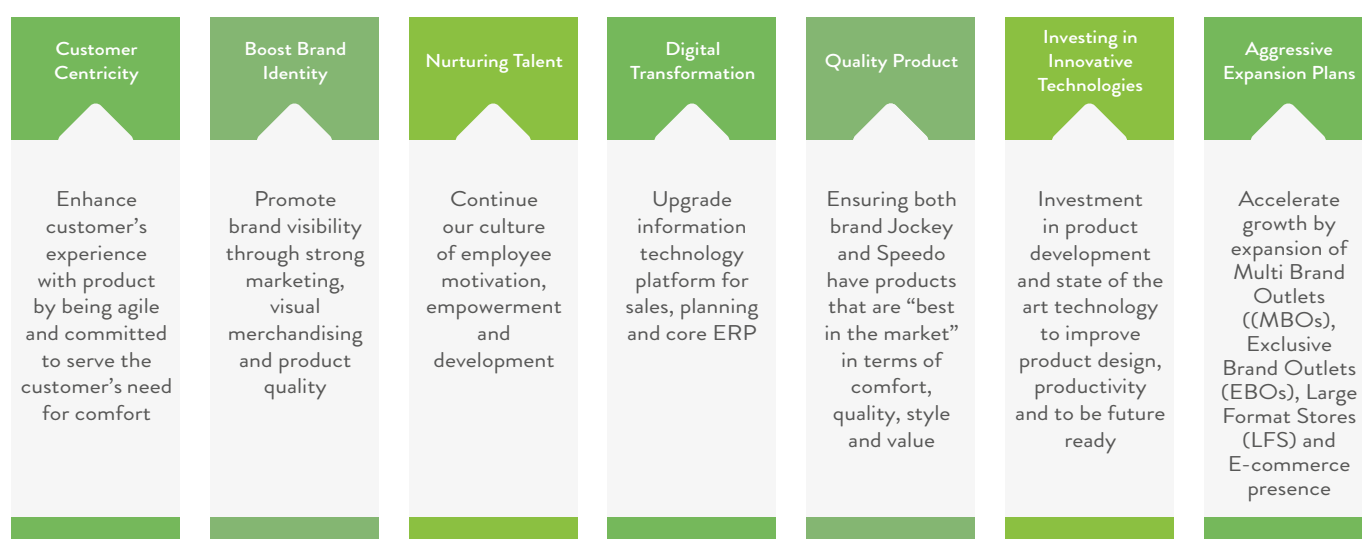 Customer
Centricity
Enhance
customer’s
experience
with product
by being agile
and committed
to serve the
customer’s need
for comfort
Boost Brand
Identity
Promote
brand visibility
through strong
marketing,
visual
merchandising
and product
quality
Nurturing Talent
Continue
our culture
of employee
motivation,
empowerment
and
development
Digital
Transformation
Upgrade
information
technology
platform for
sales, planning
and core ERP
Quality Product
Ensuring both
brand Jockey
and Speedo
have products
that are “best
in the market”
in terms of
comfort,
quality, style
and value
Investing in
Innovative
Technologies
Investment
in product
development
and state of the
art technology
to improve
product design,
productivity
and to be future
ready
Aggressive
Expansion Plans
Accelerate
growth by
expansion of
Multi Brand
Outlets
((MBOs),
Exclusive
Brand Outlets
(EBOs), Large
Format Stores
(LFS) and
E-commerce
presence